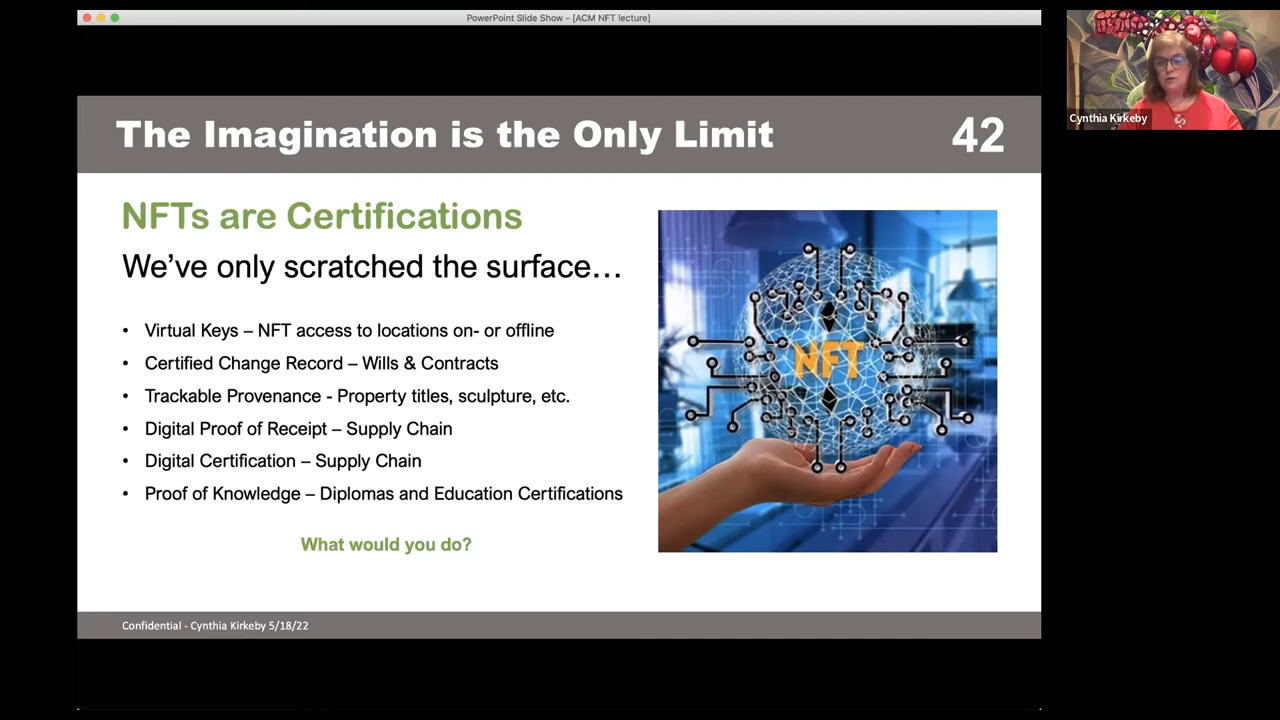 PowerPoint Slide Show - [ACM NFT lecture]
The Imagination is the Only Limit
42
NFTs are Certifications
We've only scratched the surface…
• Virtual Keys – NFT access to locations on- or offline
• Certified Change Record – Wills & Contracts
• Trackable Provenance - Property titles, sculpture, etc.
• Digital Proof of Receipt – Supply Chain
• Digital Certification – Supply Chain
• Proof of Knowledge – Diplomas and Education Certifications
What would you do?
NFT
Confidential - Cynthia Kirkeby 5/18/22
Cynthia Kirkeby